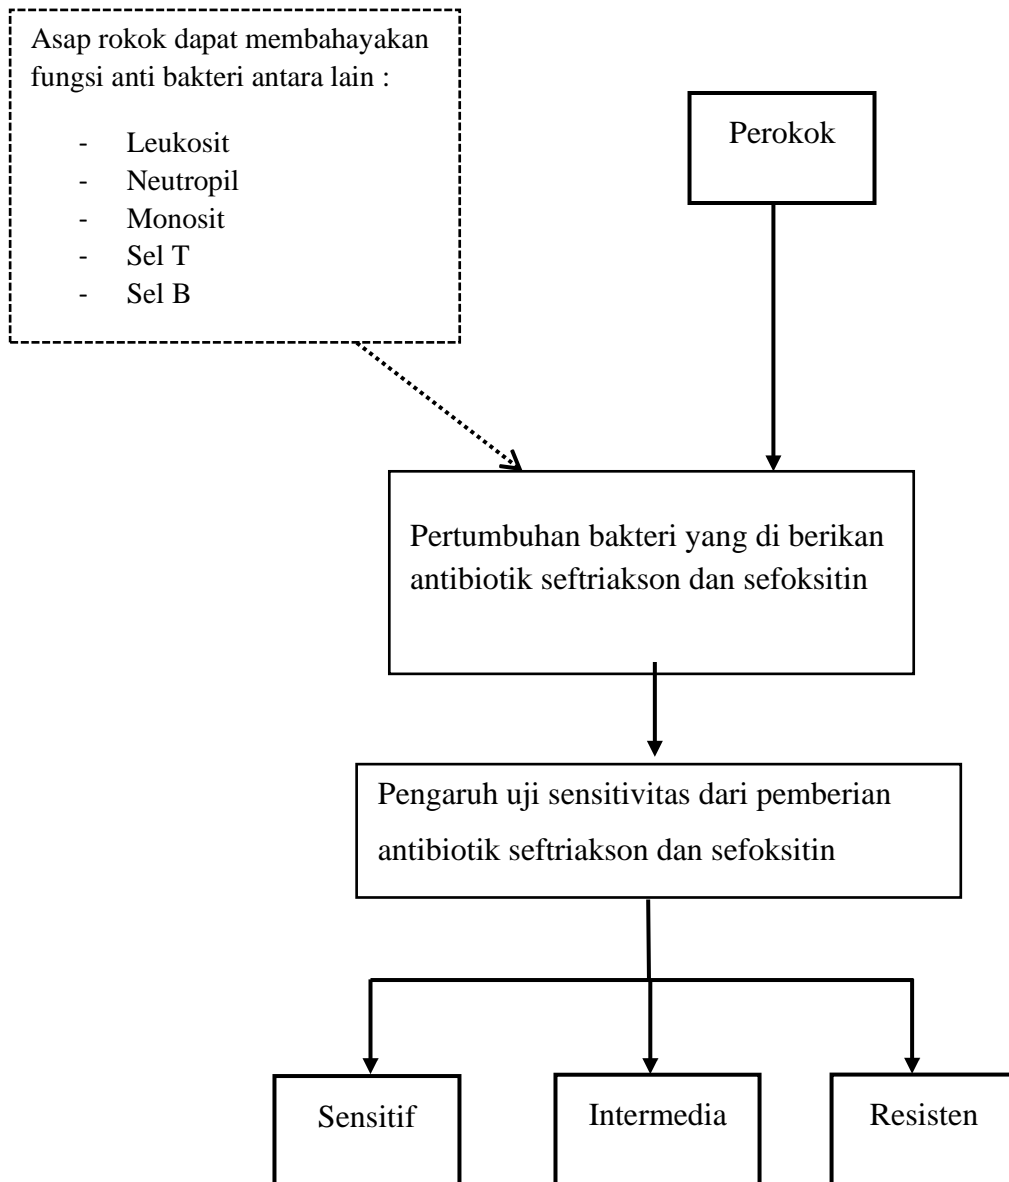 Asap rokok dapat membahayakan
fungsi anti bakteri antara lain :
- Leukosit
- Neutropil
- Monosit
- Sel T
- Sel B
Perokok
Pertumbuhan bakteri yang di berikan
antibiotik seftriakson dan sefoksitin
Pengaruh uji sensitivitas dari pemberian
antibiotik seftriakson dan sefoksitin
Sensitif
Intermedia
Resisten